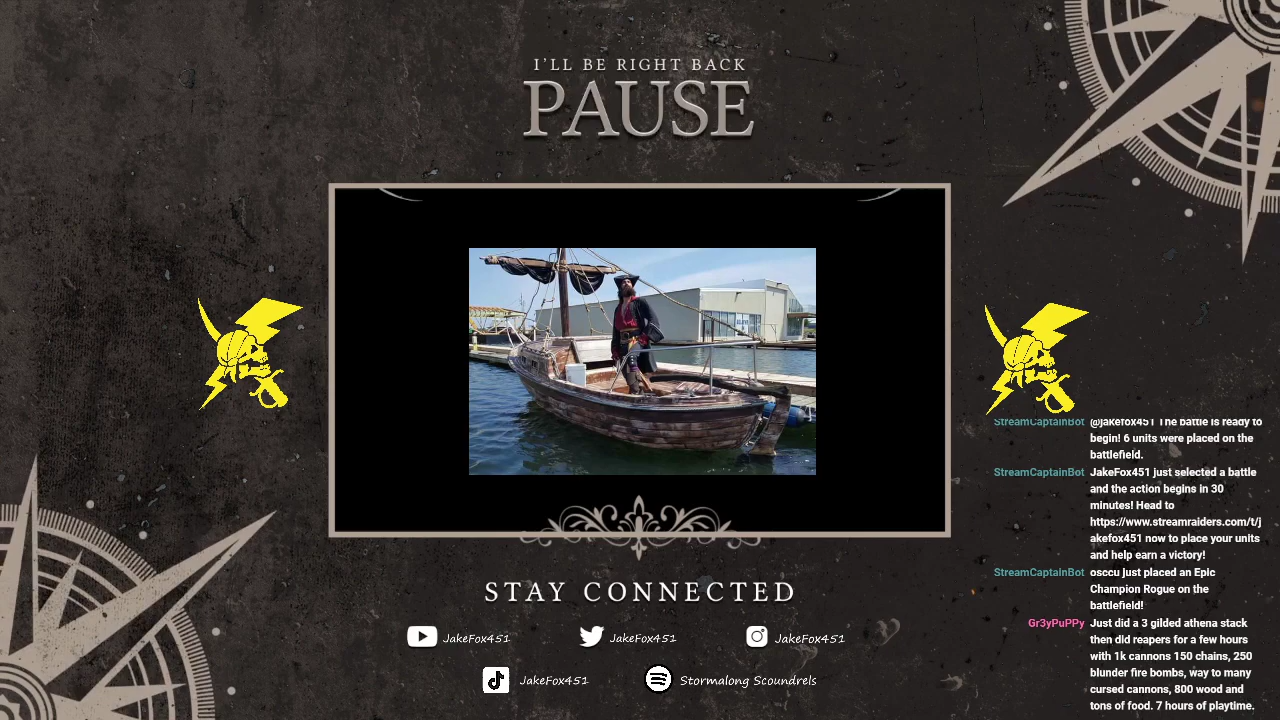 I'LL BE RIGHT BACK
PAUSE
STAY CONNECTED
JakeFox451
JakeFox451
JakeFox451
JakeFox451
Stormalong Scoundrels
StreamCaptainBot @jakefox451 The battle is ready to
begin! 6 units were placed on the
battlefield.
StreamCaptainBot JakeFox451 just selected a battle
and the action begins in 30
minutes! Head to
https://www.streamraiders.com/t/j
akefox451 now to place your units
and help earn a victory!
StreamCaptainBot osccu just placed an Epic
Champion Rogue on the
battlefield!
Gr3yPuPPy Just did a 3 gilded athena stack
then did reapers for a few hours
with 1k cannons 150 chains, 250
blunder fire bombs, way to many
cursed cannons, 800 wood and
tons of food. 7 hours of playtime.